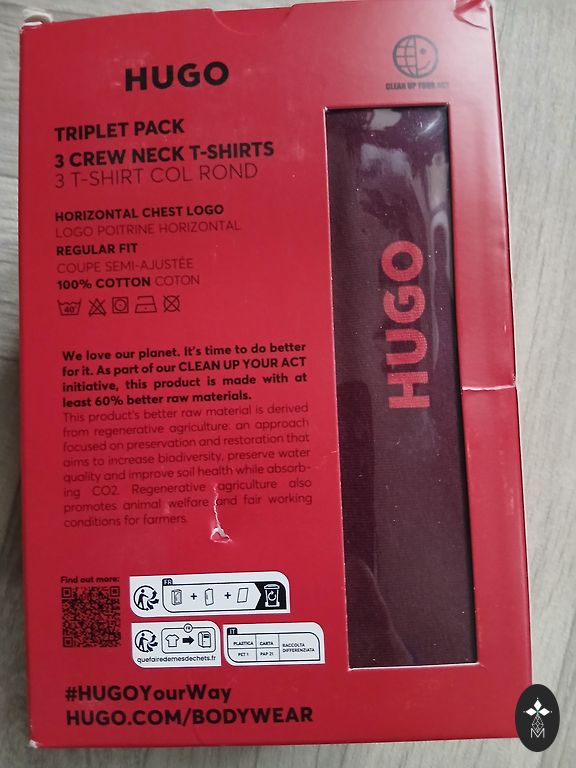 HUGO
CLEAN UP YOUR ACT
TRIPLET PACK
3 CREW NECK T-SHIRTS
3 T-SHIRT COL ROND
HORIZONTAL CHEST LOGO
LOGO POITRINE HORIZONTAL
REGULAR FIT
COUPE SEMI-AJUSTÉE
100% COTTON COTON
40°
HUGO
We love our planet. It's time to do better
for it. As part of our CLEAN UP YOUR ACT
initiative, this product is made with at
least 60% better raw materials.
This product's better raw material is derived
from regenerative agriculture: an approach
focused on preservation and restoration that
aims to increase biodiversity, preserve water
quality and improve soil health while absorb-
ing CO2. Regenerative agriculture also
promotes animal welfare and fair working
conditions for farmers.
Find out more:
FR
+ +
FR
quefairedemesdechets.fr
IT
PLASTICA CARTA RACCOLTA
PET 1 PAP 21 DIFFERENZIATA
#HUGOYourWay
HUGO.COM/BODYWEAR
M